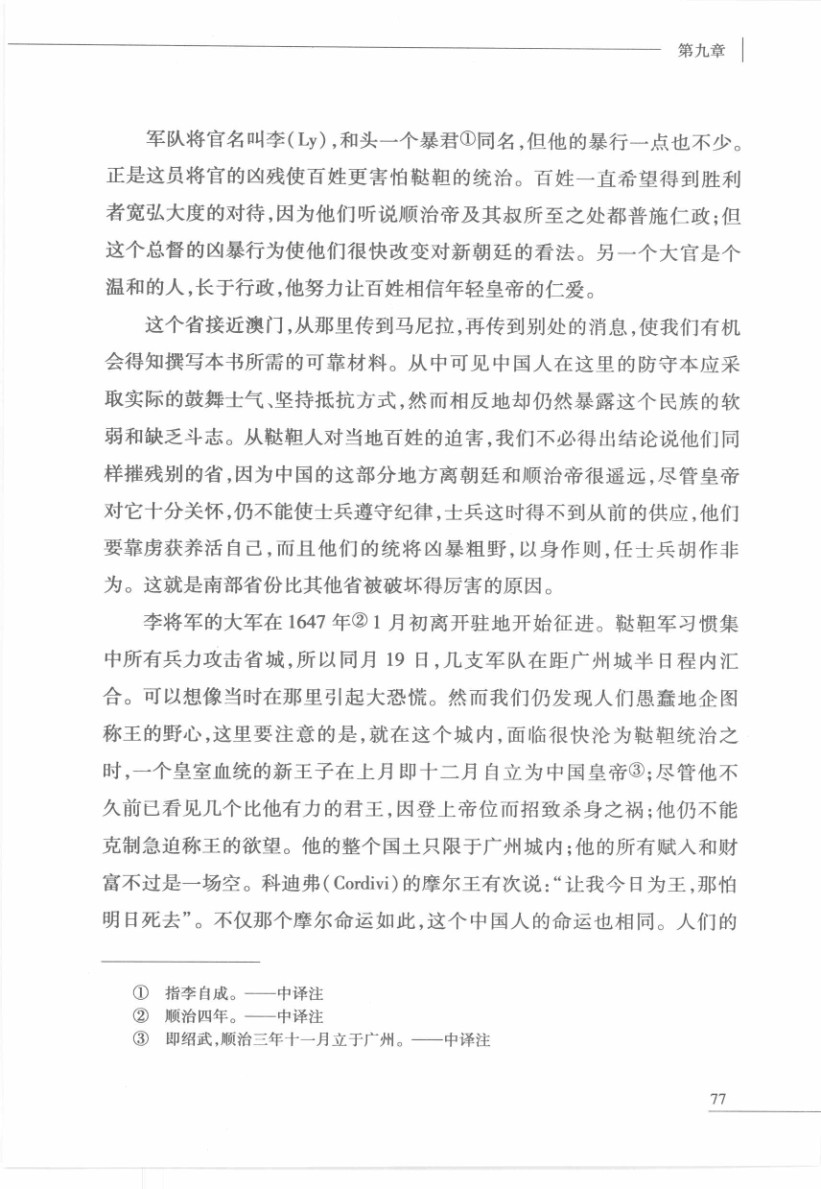 第九章
军队将官名叫李(Ly),和头一个暴君①同名,但他的暴行一点也不少。
正是这员将官的凶残使百姓更害怕鞑靼的统治。百姓一直希望得到胜利
者宽弘大度的对待,因为他们听说顺治帝及其叔所至之处都普施仁政;但
这个总督的凶暴行为使他们很快改变对新朝廷的看法。另一个大官是个
温和的人,长于行政,他努力让百姓相信年轻皇帝的仁爱。
这个省接近澳门,从那里传到马尼拉,再传到别处的消息,使我们有机
会得知撰写本书所需的可靠材料。从中可见中国人在这里的防守本应采
取实际的鼓舞士气、坚持抵抗方式,然而相反地却仍然暴露这个民族的软
弱和缺乏斗志。从鞑靼人对当地百姓的迫害,我们不必得出结论说他们同
样摧残别的省,因为中国的这部分地方离朝廷和顺治帝很遥远,尽管皇帝
对它十分关怀,仍不能使士兵遵守纪律,士兵这时得不到从前的供应,他们
要靠虏获养活自己,而且他们的统将凶暴粗野,以身作则,任士兵胡作非
为。这就是南部省份比其他省被破坏得厉害的原因。
李将军的大军在1647年②1月初离开驻地开始征进。鞑靼军习惯集
中所有兵力攻击省城,所以同月19日,几支军队在距广州城半日程内汇
合。可以想像当时在那里引起大恐慌。然而我们仍发现人们愚蠢地企图
称王的野心,这里要注意的是,就在这个城内,面临很快沦为鞑靼统治之
时,一个皇室血统的新王子在上月即十二月自立为中国皇帝③;尽管他不
久前已看见几个比他有力的君王,因登上帝位而招致杀身之祸;他仍不能
克制急迫称王的欲望。他的整个国土只限于广州城内;他的所有赋入和财
富不过是一场空。科迪弗(Cordivi)的摩尔王有次说:“让我今日为王,那怕
明日死去”。不仅那个摩尔命运如此,这个中国人的命运也相同。人们的
① 指李自成。——中译注
② 顺治四年。——中译注
③ 即绍武,顺治三年十一月立于广州。——中译注
77